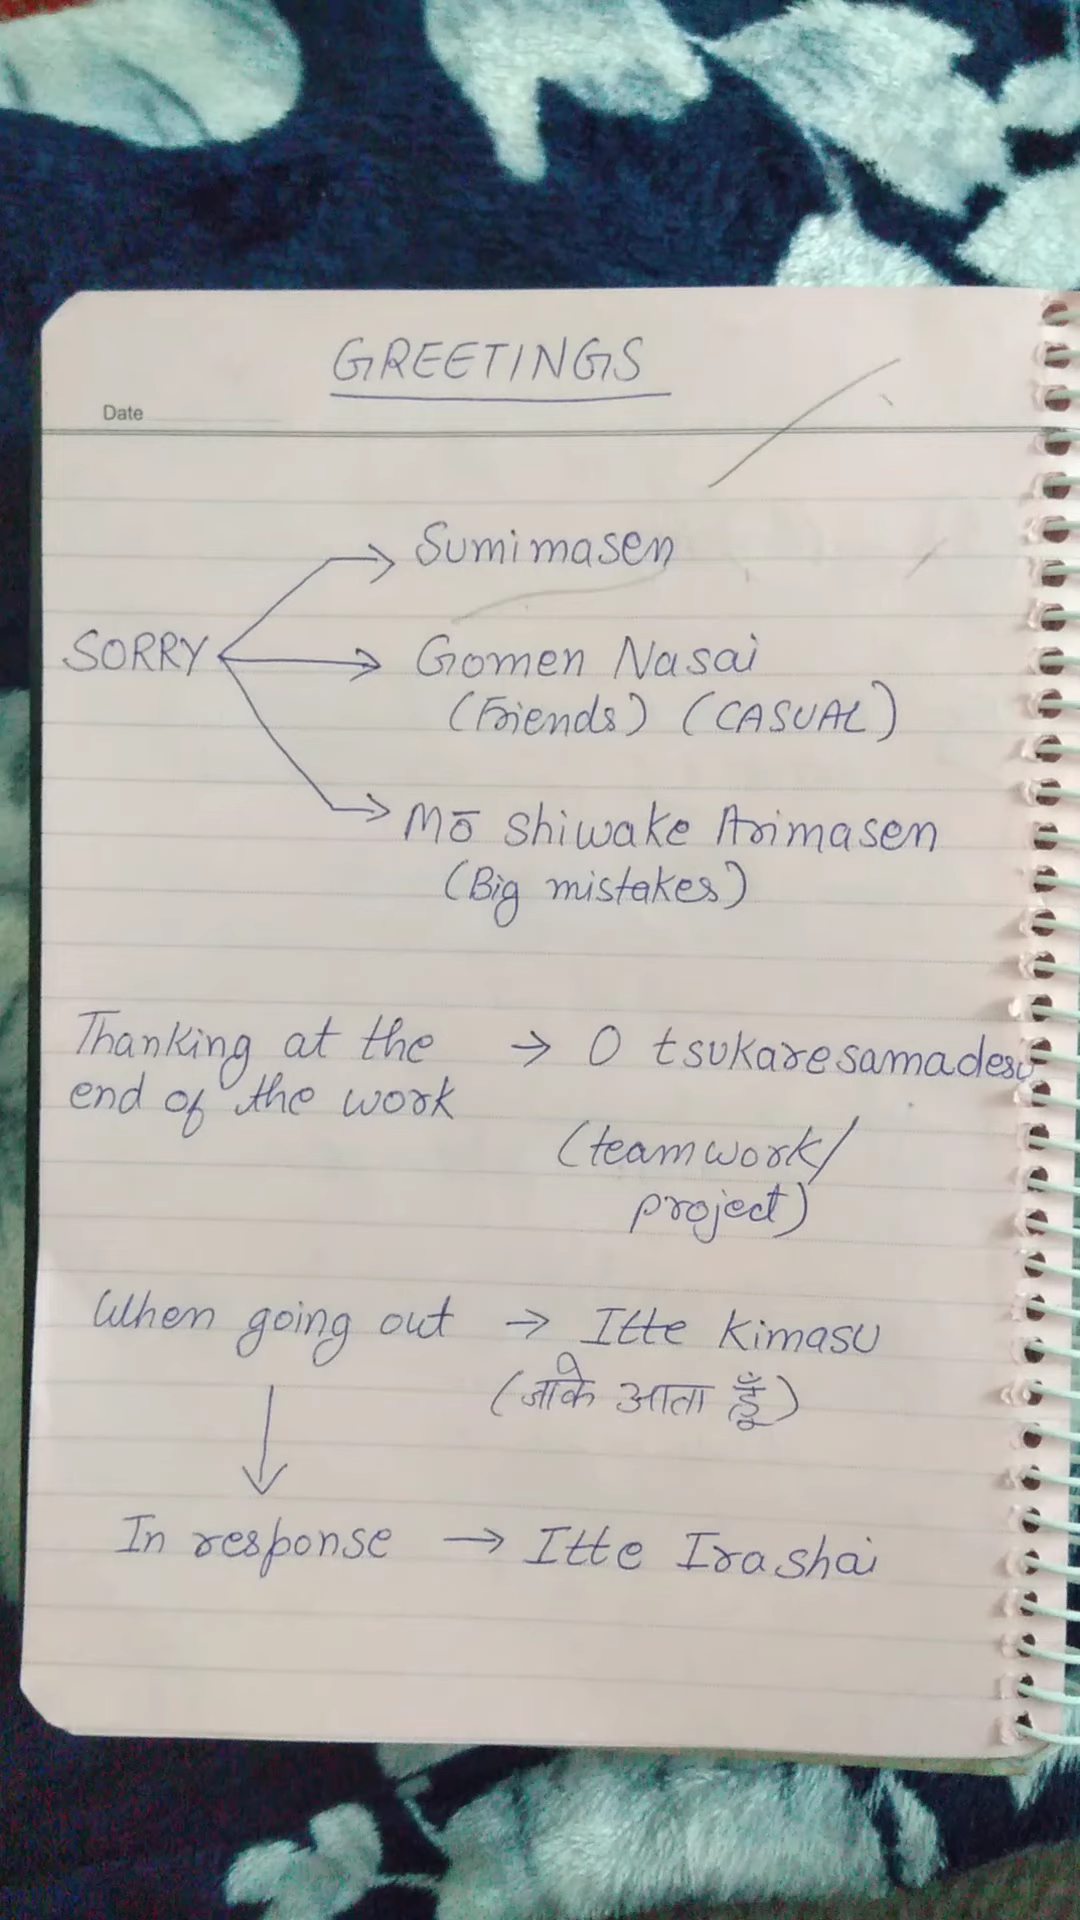 GREETINGS
Date
Sumimasen
SORRY
Gomen Nasai
(Friends) (CASUAL)
Mō shiwake Arimasen
(Big mistakes)
Thanking at the → O tsukaresamadesu
end of the work
(teamwork/
project)
When going out → Itte Kimasu
(जाके आता हूँ)
In response → Itte Irashai